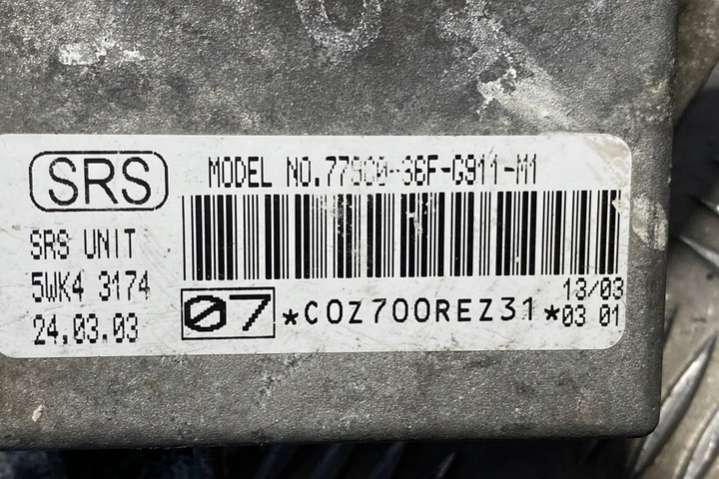 SRS
MODEL NO.77960-S6F-G911-M1
SRS UNIT
5WK4 3174
24.03.03
07 *COZ700REZ31*
13/03
03 01